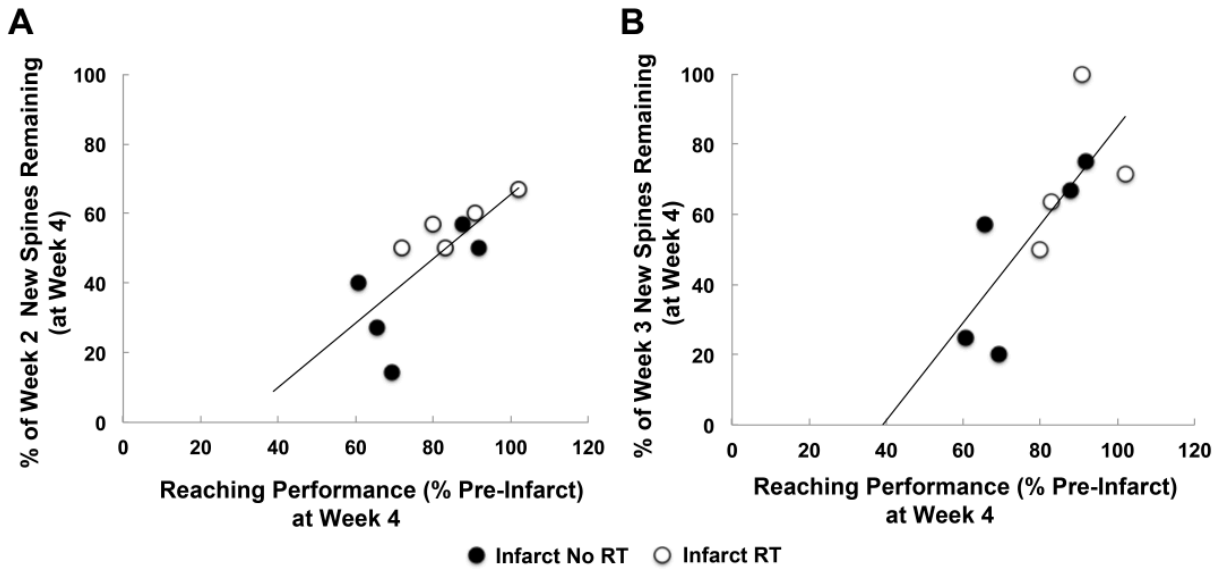 A
% of Week 2 New Spines Remaining
(at Week 4)
100
80
60
40
20
0
0 20 40 60 80 100 120
Reaching Performance (% Pre-Infarct)
at Week 4
B
% of Week 3 New Spines Remaining
(at Week 4)
100
80
60
40
20
0
0 20 40 60 80 100 120
Reaching Performance (% Pre-Infarct)
at Week 4
Infarct No RT Infarct RT